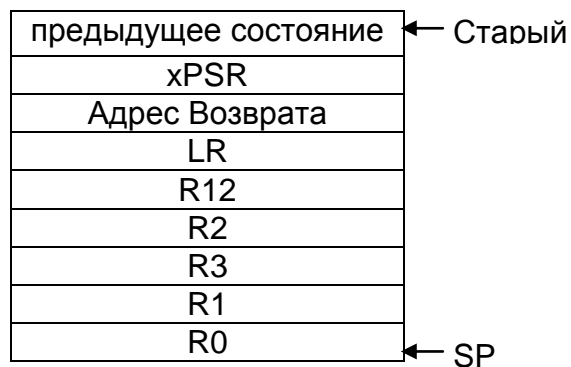 предыдущее состояние
Старый
xPSR
Адрес Возврата
LR
R12
R2
R3
R1
R0
SP